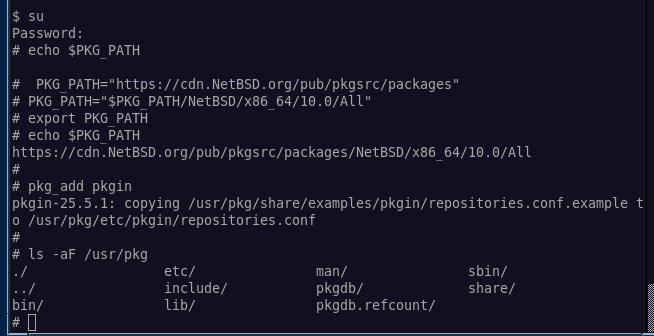 $ su
Password:
# echo $PKG_PATH

#  PKG_PATH="https://cdn.NetBSD.org/pub/pkgsrc/packages"
# PKG_PATH="$PKG_PATH/NetBSD/x86_64/10.0/All"
# export PKG_PATH
# echo $PKG_PATH
https://cdn.NetBSD.org/pub/pkgsrc/packages/NetBSD/x86_64/10.0/All
#
# pkg_add pkgin
pkgin-25.5.1: copying /usr/pkg/share/examples/pkgin/repositories.conf.example t
o /usr/pkg/etc/pkgin/repositories.conf
#
# ls -aF /usr/pkg
./ etc/ man/ sbin/
../ include/ pkgdb/ share/
bin/ lib/ pkgdb.refcount/
#